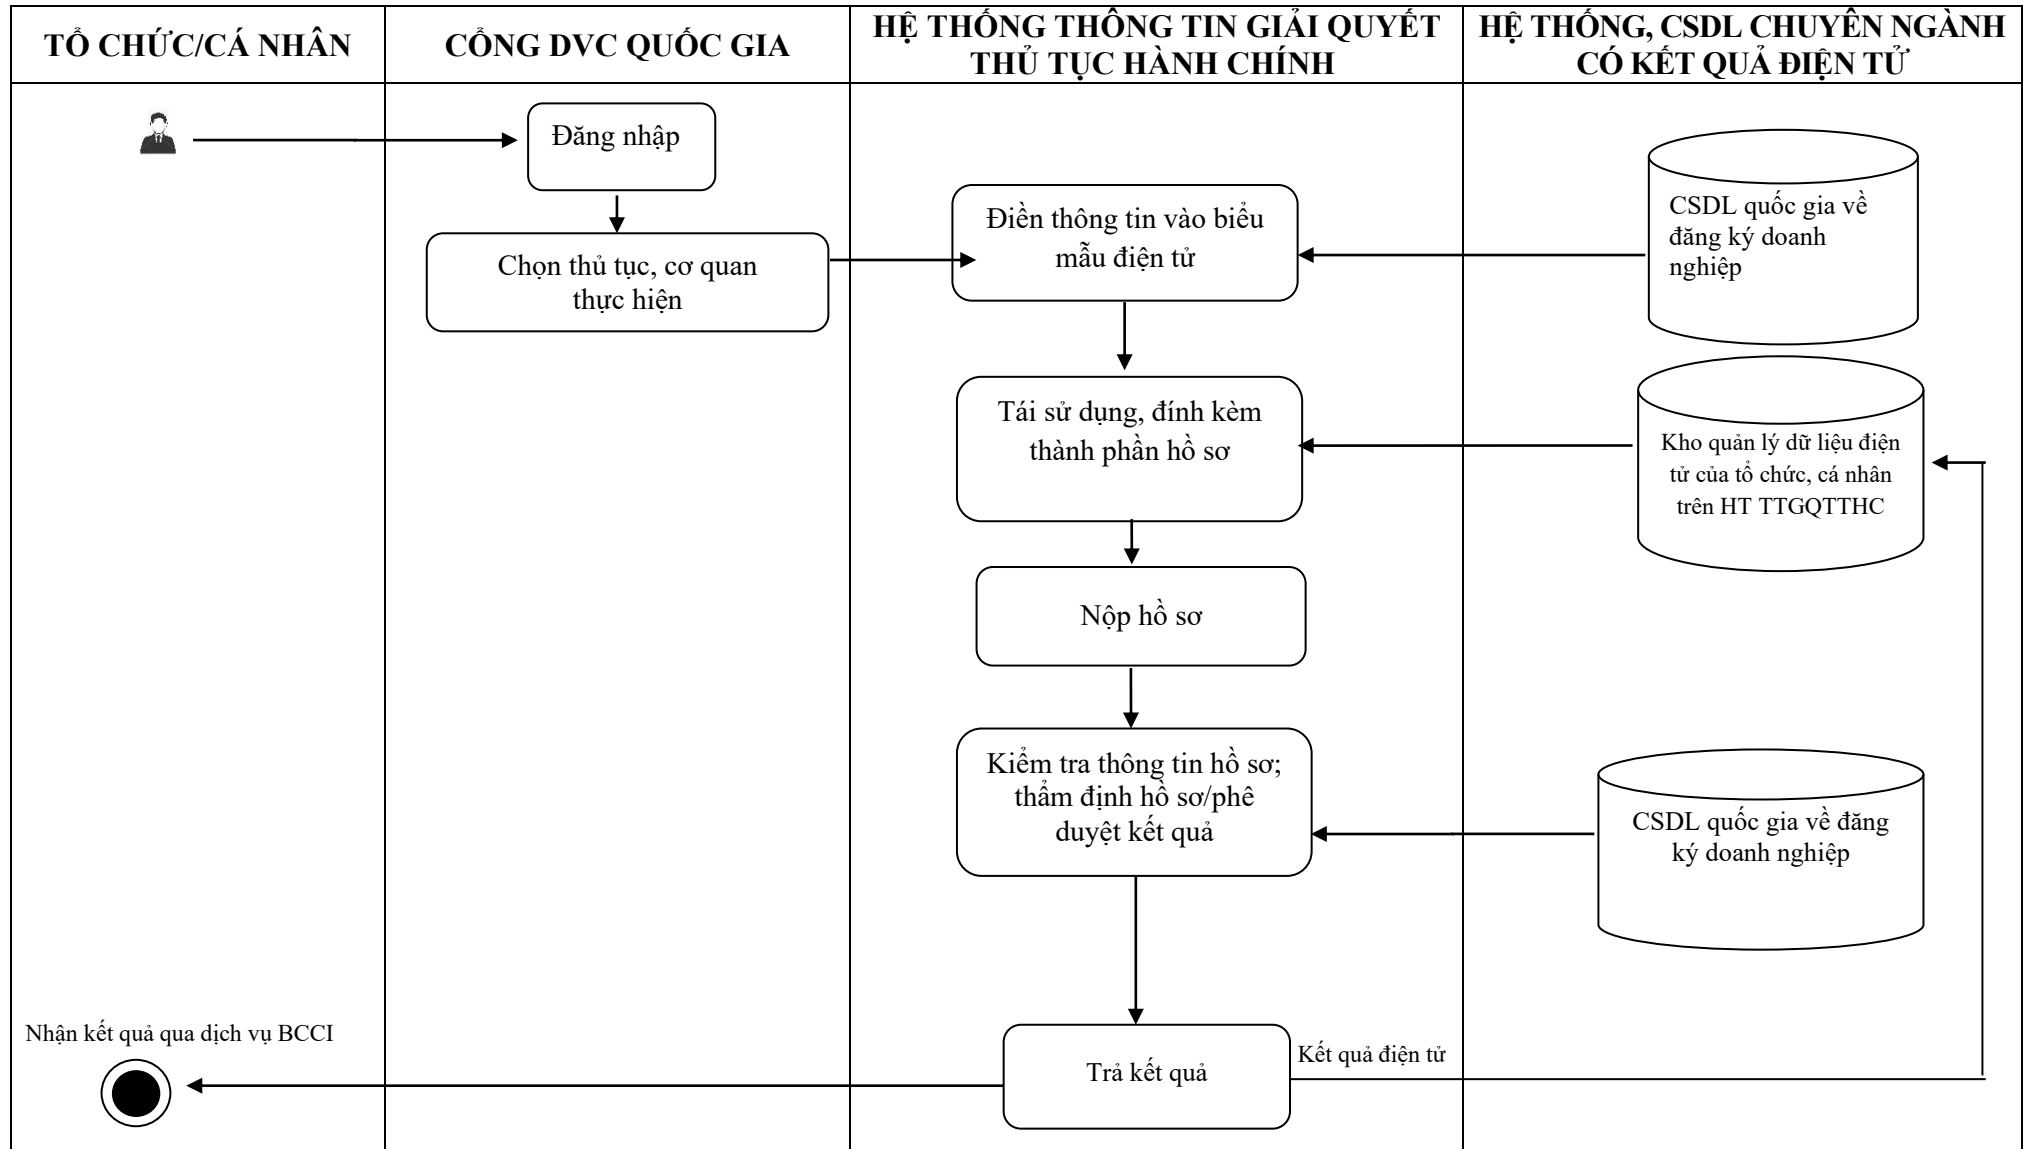 TỔ CHỨC/CÁ NHÂN
CỔNG DVC QUỐC GIA
HỆ THỐNG THÔNG TIN GIẢI QUYẾT
THỦ TỤC HÀNH CHÍNH
HỆ THỐNG, CSDL CHUYÊN NGÀNH
CÓ KẾT QUẢ ĐIỆN TỬ
Đăng nhập
Chọn thủ tục, cơ quan
thực hiện
Điền thông tin vào biểu
mẫu điện tử
CSDL quốc gia về
đăng ký doanh
nghiệp
Tái sử dụng, đính kèm
thành phần hồ sơ
Kho quản lý dữ liệu điện
tử của tổ chức, cá nhân
trên HT TTGQTTHC
Nộp hồ sơ
Kiểm tra thông tin hồ sơ;
thẩm định hồ sơ/phê
duyệt kết quả
CSDL quốc gia về đăng
ký doanh nghiệp
Nhận kết quả qua dịch vụ BCCI
Trả kết quả
Kết quả điện tử